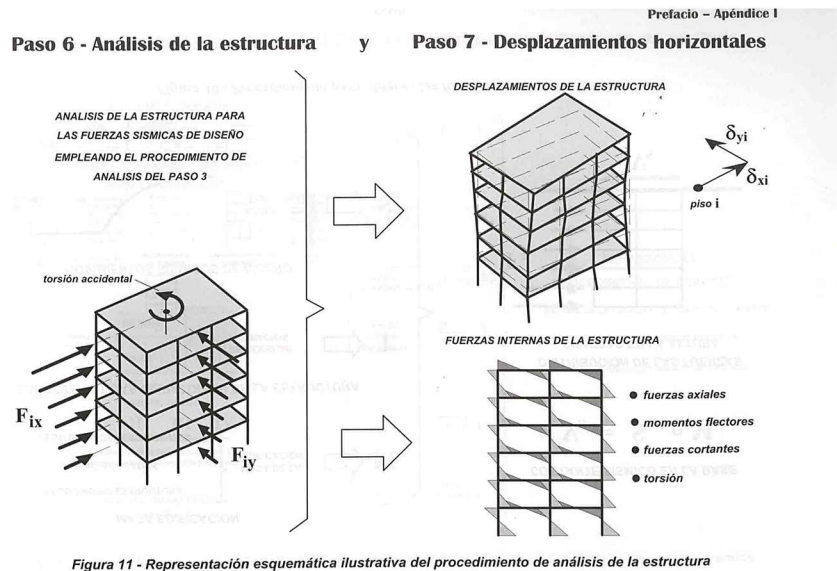 Prefacio – Apéndice I
Paso 6 - Análisis de la estructura y Paso 7 - Desplazamientos horizontales
ANALISIS DE LA ESTRUCTURA PARA
LAS FUERZAS SISMICAS DE DISEÑO
EMPLEANDO EL PROCEDIMIENTO DE
ANALISIS DEL PASO 3
torsión accidental
Fix
Fiy
DESPLAZAMIENTOS DE LA ESTRUCTURA
δyi
δxi
piso i
FUERZAS INTERNAS DE LA ESTRUCTURA
● fuerzas axiales
● momentos flectores
● fuerzas cortantes
● torsión
Figura 11 - Representación esquemática ilustrativa del procedimiento de análisis de la estructura